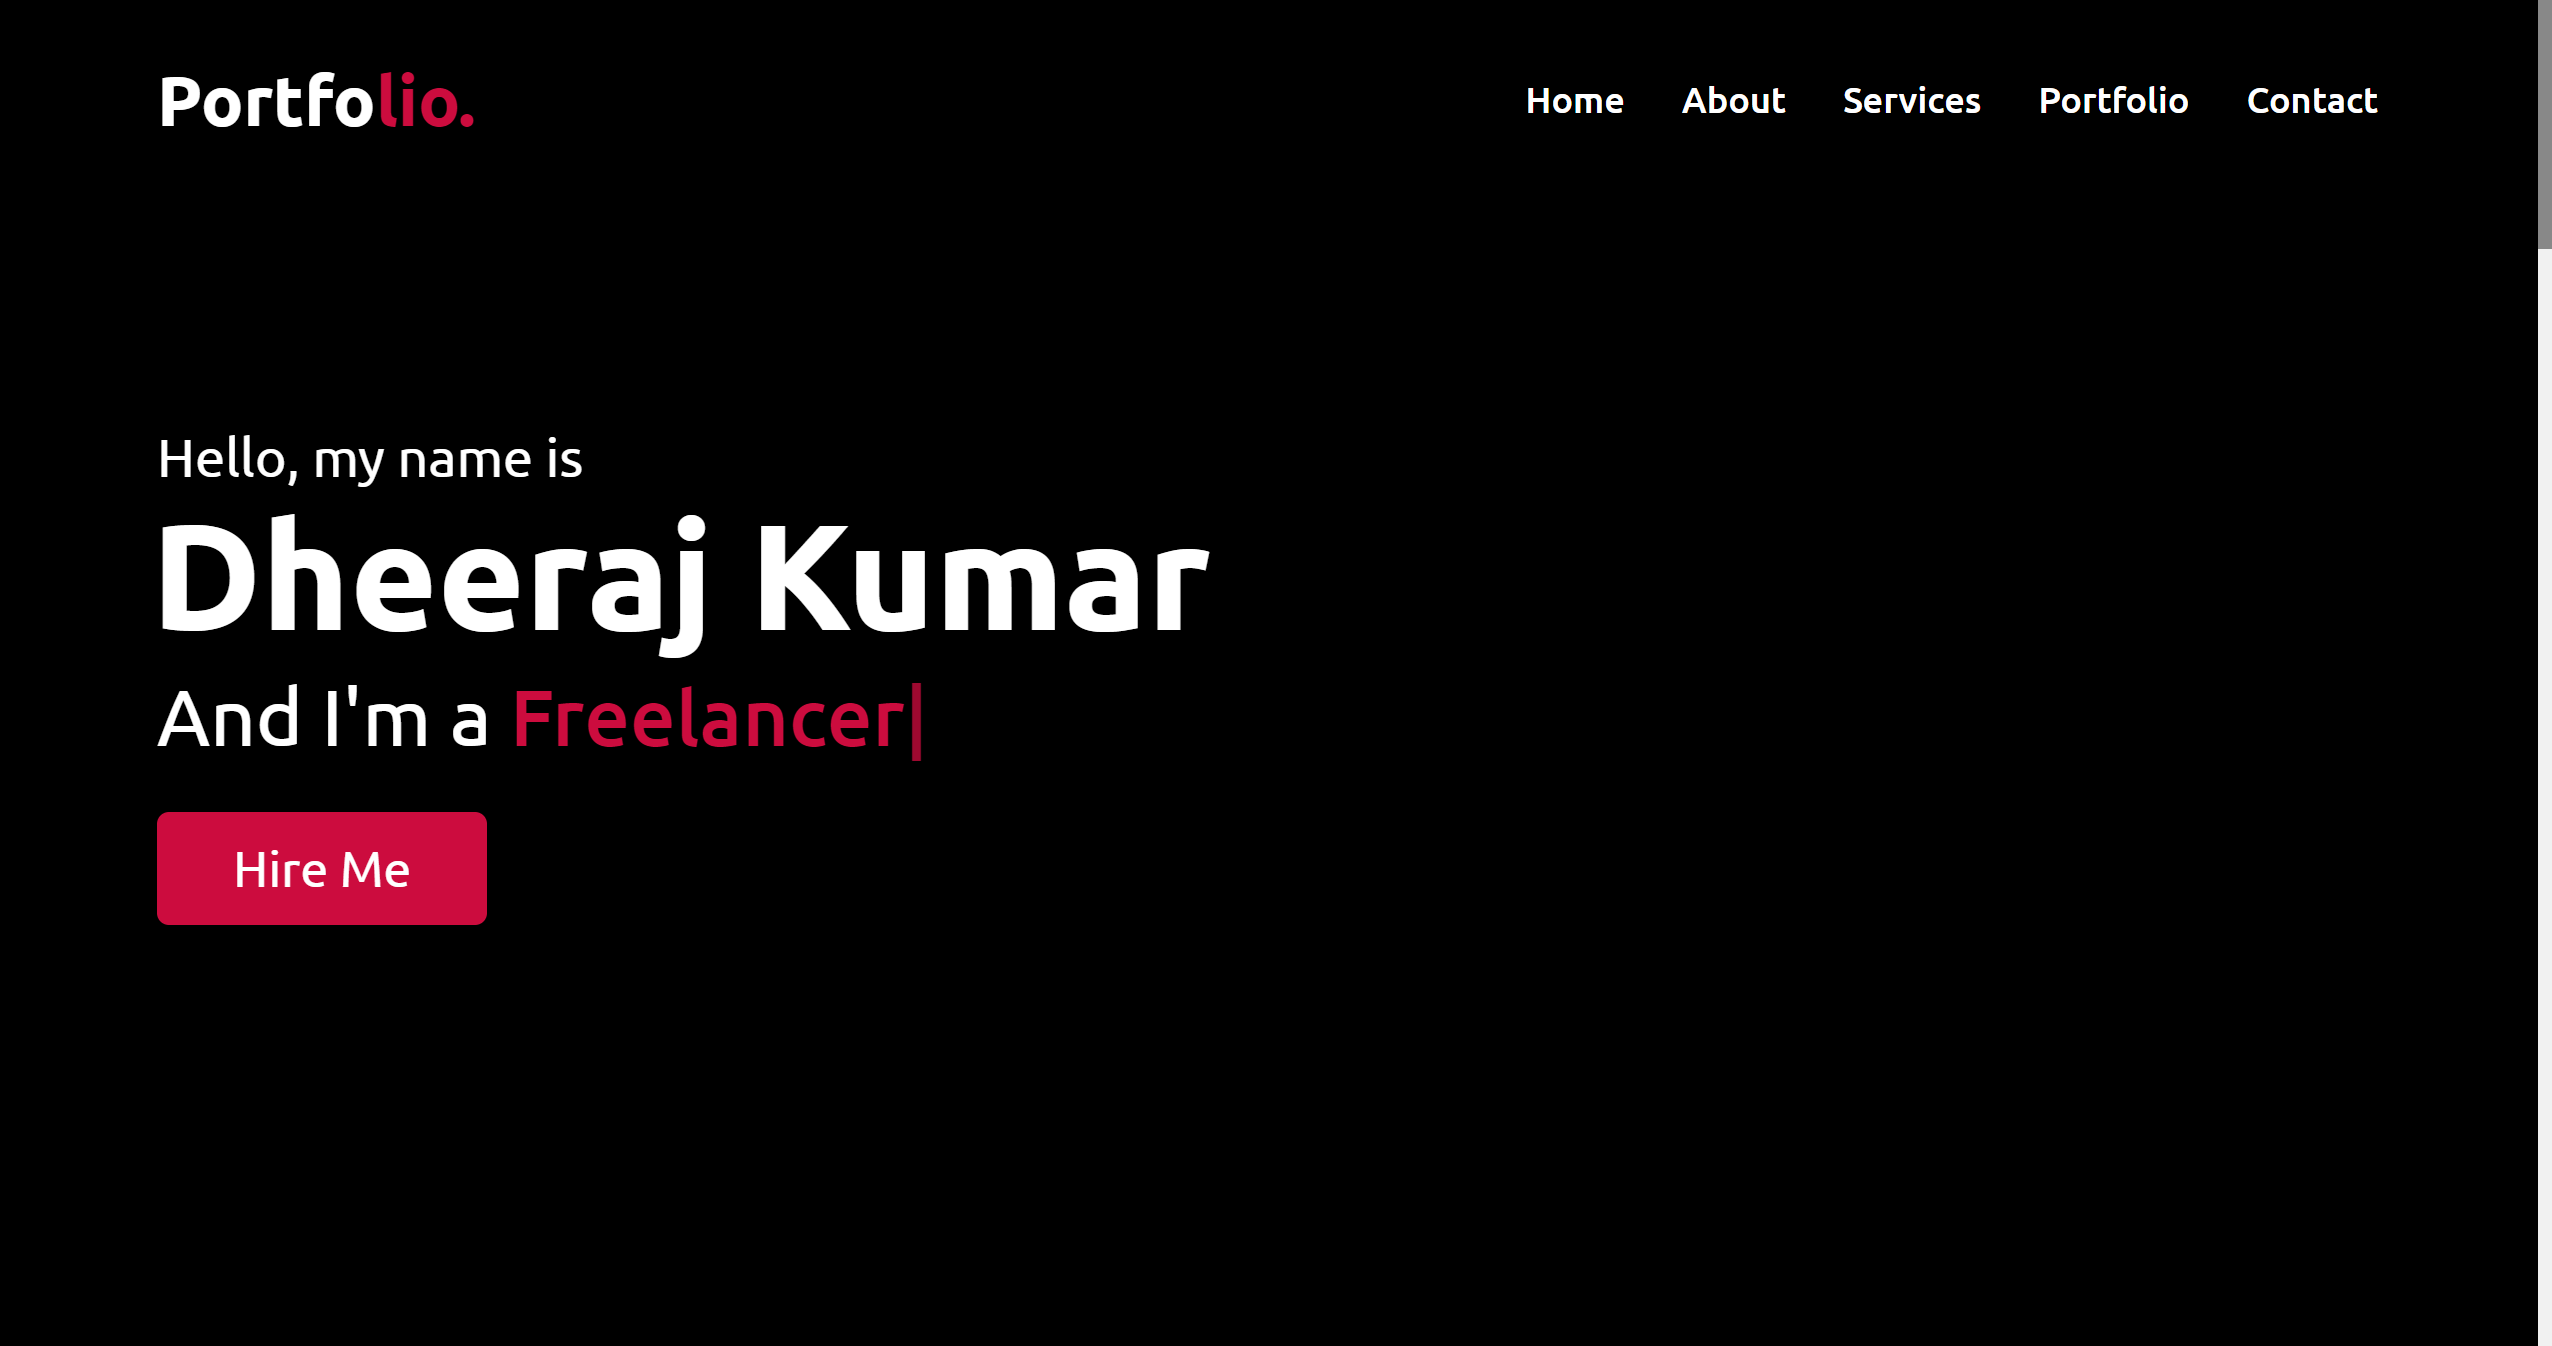 Portfolio.
Home About Services Portfolio Contact
Hello, my name is
Dheeraj Kumar
And I'm a Freelancer|
Hire Me